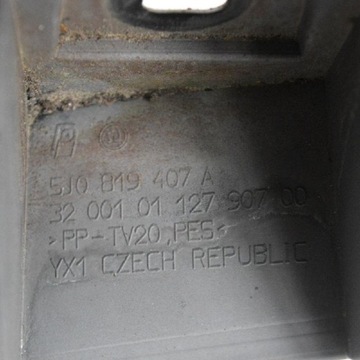 5J0 819 407 A
32 001 01 127 907 00
>PP-TV20,PES<
YX1 CZECH REPUBLIC